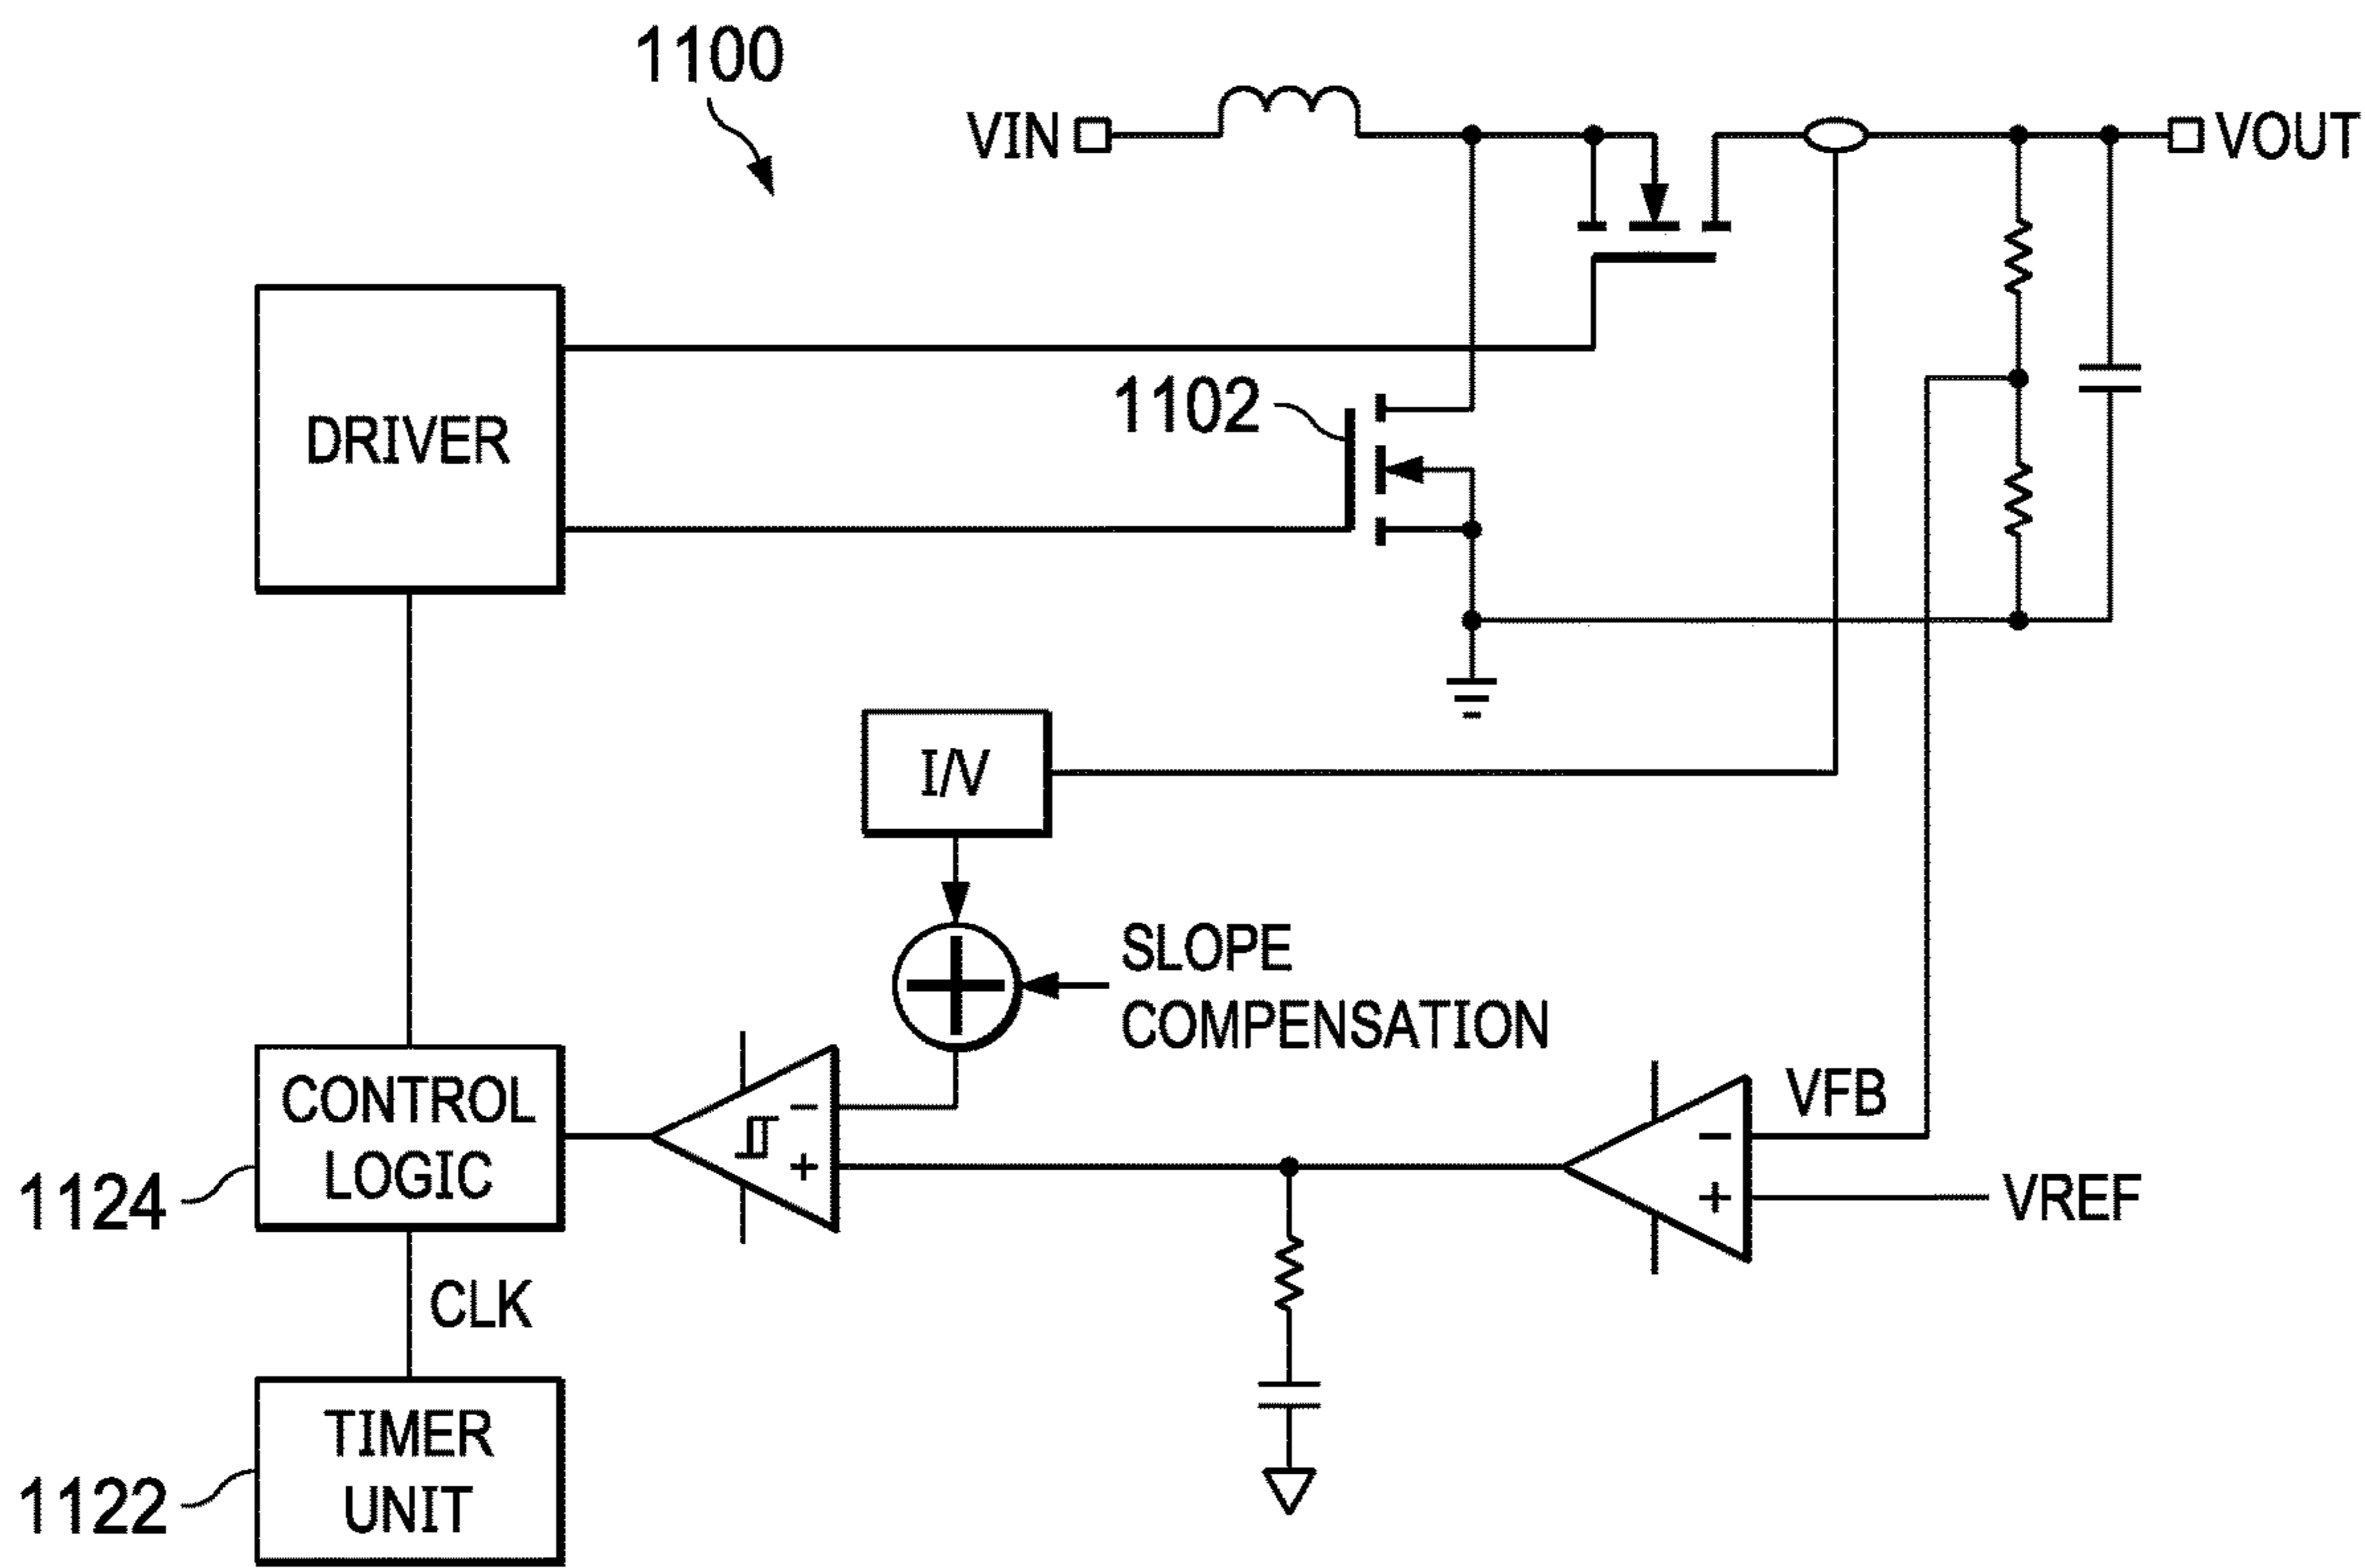 1100
VIN
VOUT
DRIVER
1102
I/V
SLOPE
COMPENSATION
CONTROL
LOGIC
1124
-
+
VFB
-
+
VREF
CLK
TIMER
UNIT
1122